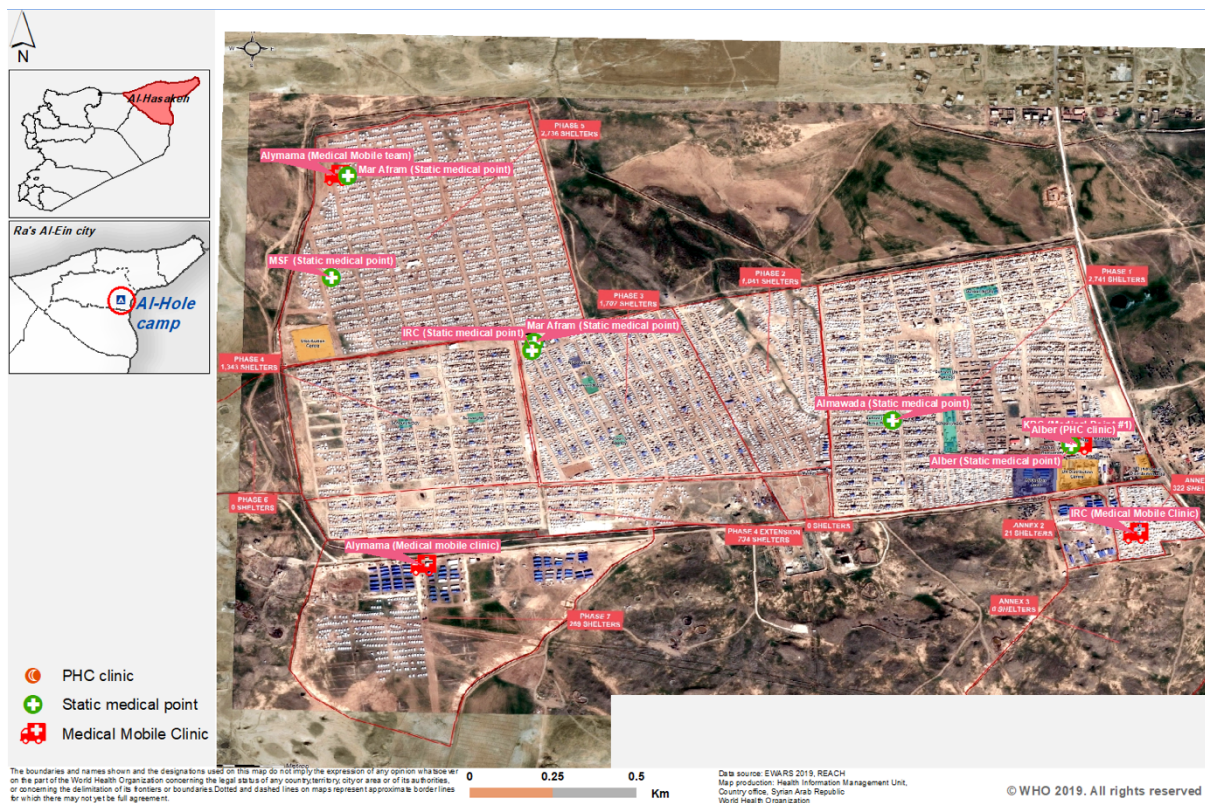 N
Al-Hasakeh
Ra's Al-Ein city
Al-Hole
camp
PHASE 5
2,736 SHELTERS
Alymama (Medical Mobile team)
Mar Afram (Static medical point)
MSF (Static medical point)
PHASE 2
1,041 SHELTERS
PHASE 1
2,741 SHELTERS
PHASE 3
1,707 SHELTERS
IRC (Static medical point)
Mar Afram (Static medical point)
PHASE 4
1,343 SHELTERS
Almawada (Static medical point)
Alber (PHC clinic)
Alber (Static medical point)
ANNEX
322 SHEL
PHASE 6
0 SHELTERS
IRC (Medical Mobile Clinic)
0 SHELTERS
PHASE 4 EXTENSION
734 SHELTERS
ANNEX 2
21 SHELTERS
Alymama (Medical mobile clinic)
ANNEX 3
0 SHELTERS
PHASE 7
SHELTERS
PHC clinic
Static medical point
Medical Mobile Clinic
The boundaries and names shown and the designations used on this map do not imply the expression of any opinion whatsoever
on the part of the World Health Organization concerning the legal status of any country,territory, city or area or of its authorities,
or concerning the delimitation of its frontiers or boundaries.Dotted and dashed lines on maps represent approximate border lines
for which there may not yet be full agreement.
0 0.25 0.5
Km
Data source: EWARS 2019, REACH
Map production: Health Information Management Unit,
Country office, Syrian Arab Republic
World Health Organization
© WHO 2019. All rights reserved